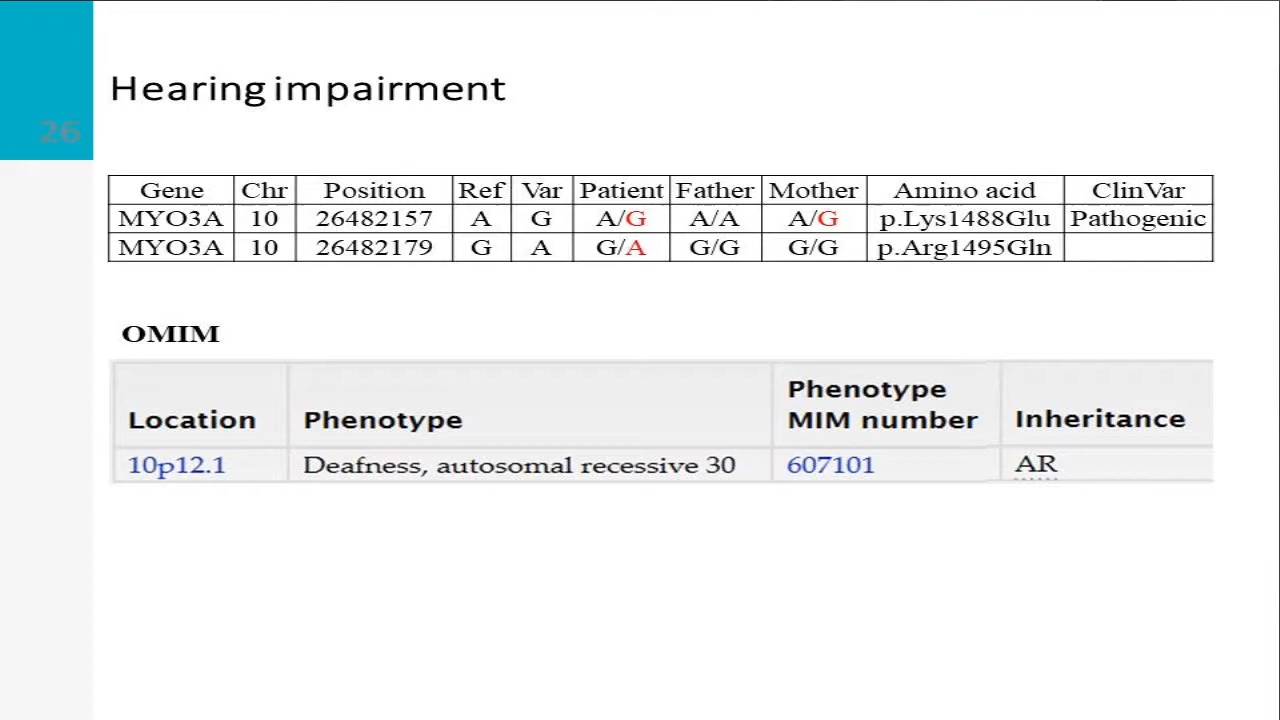 Hearing impairment
26
Gene Chr Position Ref Var Patient Father Mother Amino acid ClinVar
MYO3A 10 26482157 A G A/G A/A A/G p.Lys1488Glu Pathogenic
MYO3A 10 26482179 G A G/A G/G G/G p.Arg1495Gln
OMIM
Location Phenotype Phenotype MIM number Inheritance
10p12.1 Deafness, autosomal recessive 30 607101 AR